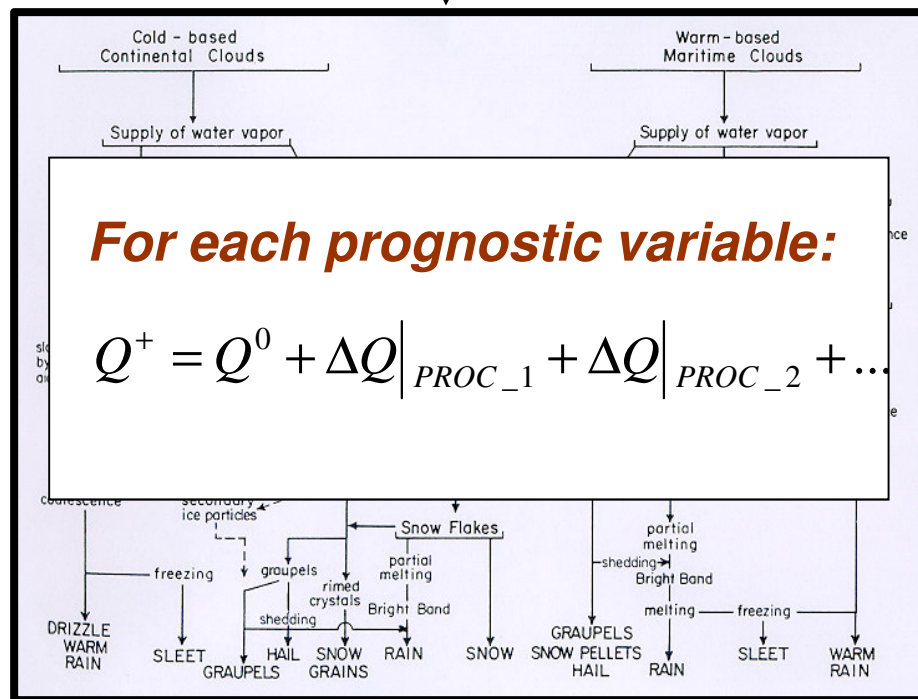 Cold - based
Continental Clouds
Warm - based
Maritime Clouds
Supply of water vapor
Supply of water vapor
For each prognostic variable:
Q⁺ = Q⁰ + ΔQ|PROC_1 + ΔQ|PROC_2 + ...
coalescence
secondary
ice particles
Snow Flakes
partial
melting
freezing
graupels
partial
melting
shedding
Bright Band
rimed
crystals
Bright Band
melting
freezing
shedding
DRIZZLE
WARM
RAIN
SLEET
GRAUPELS
HAIL
SNOW
GRAINS
RAIN
SNOW
GRAUPELS
SNOW PELLETS
HAIL
RAIN
SLEET
WARM
RAIN